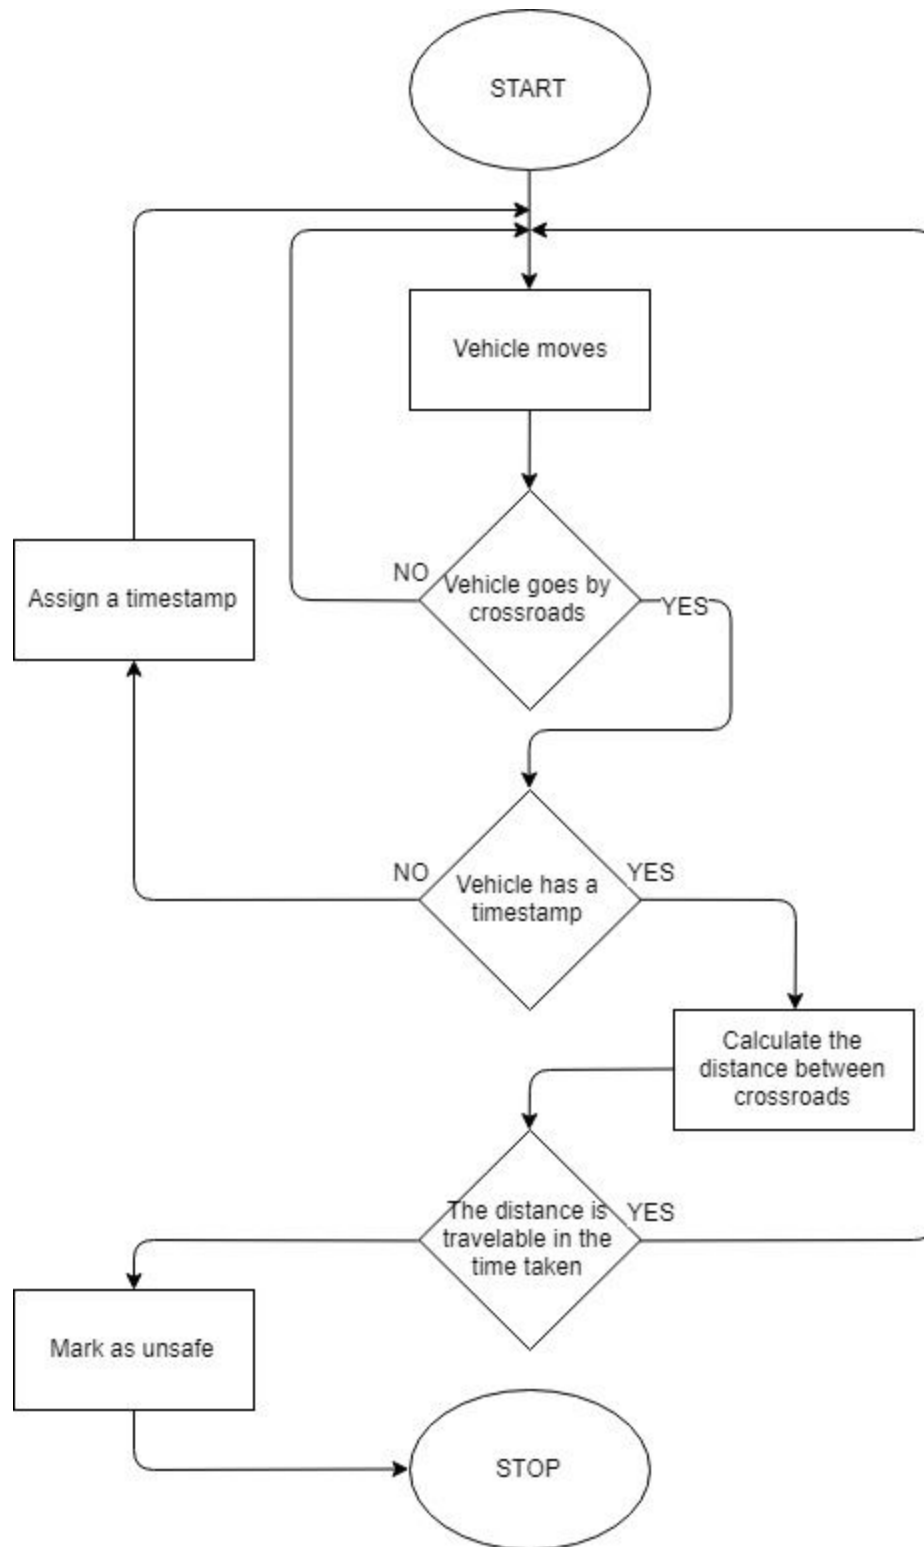 START
Vehicle moves
NO
Vehicle goes by
crossroads
YES
Assign a timestamp
NO
Vehicle has a
timestamp
YES
Calculate the
distance between
crossroads
The distance is
travelable in the
time taken
YES
Mark as unsafe
STOP